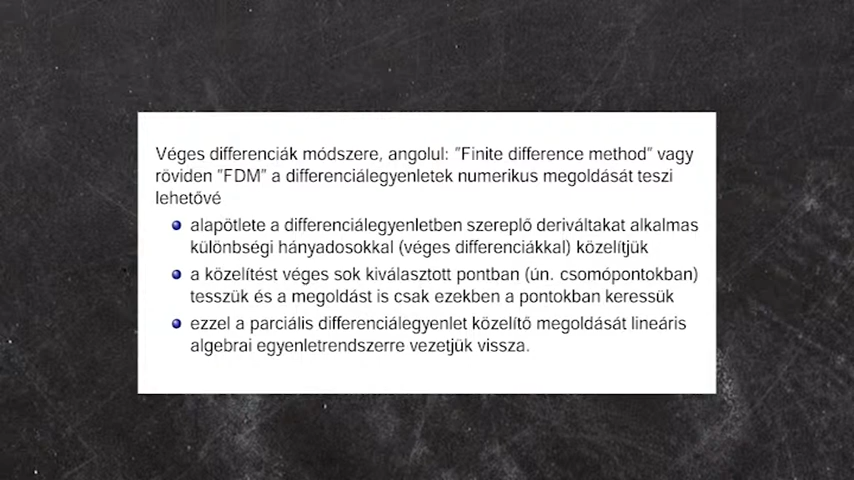 Véges differenciák módszere, angolul: "Finite difference method" vagy
röviden "FDM" a differenciálegyenletek numerikus megoldását teszi
lehetővé
alapötlete a differenciálegyenletben szereplő deriváltakat alkalmas
különbségi hányadosokkal (véges differenciákkal) közelítjük
a közelítést véges sok kiválasztott pontban (ún. csomópontokban)
tesszük és a megoldást is csak ezekben a pontokban keressük
ezzel a parciális differenciálegyenlet közelítő megoldását lineáris
algebrai egyenletrendszerre vezetjük vissza.